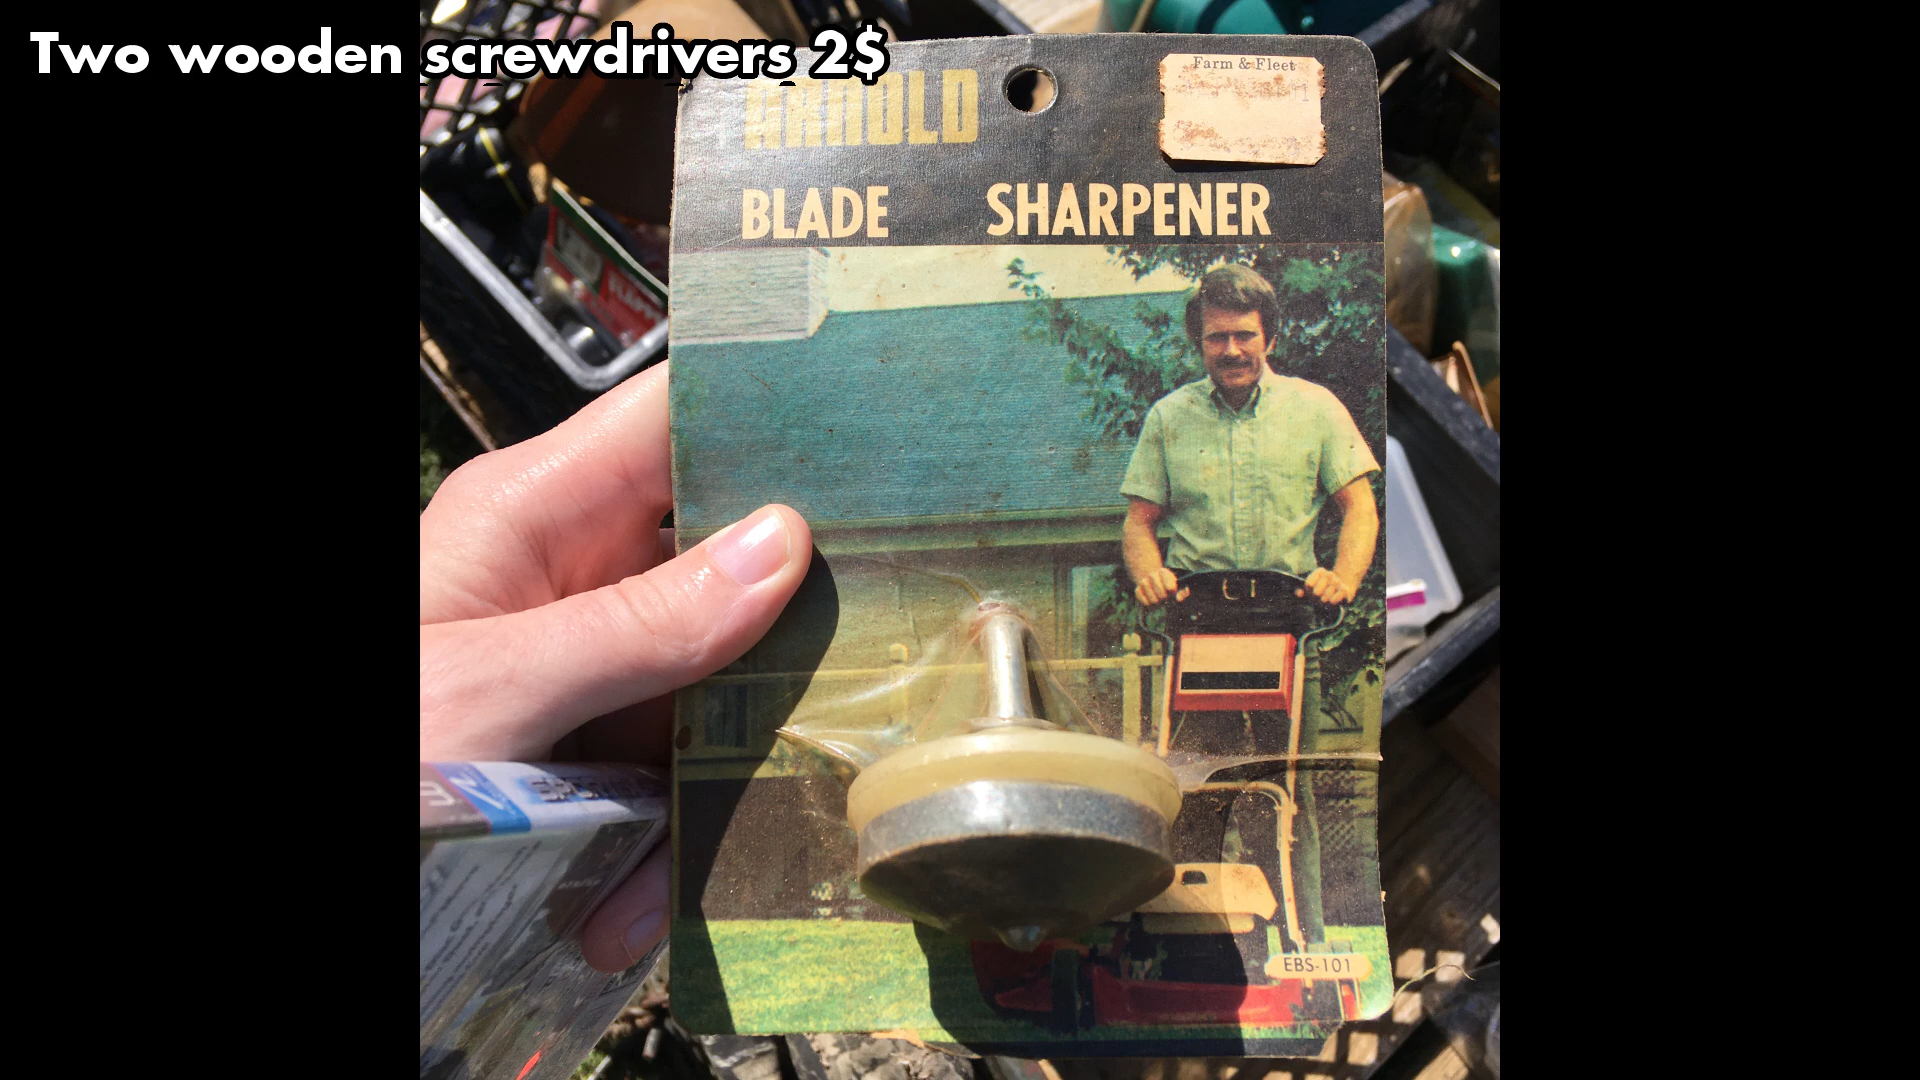 Two wooden screwdrivers 2$
ARNOLD
Farm & Fleet
BLADE SHARPENER
EBS-101